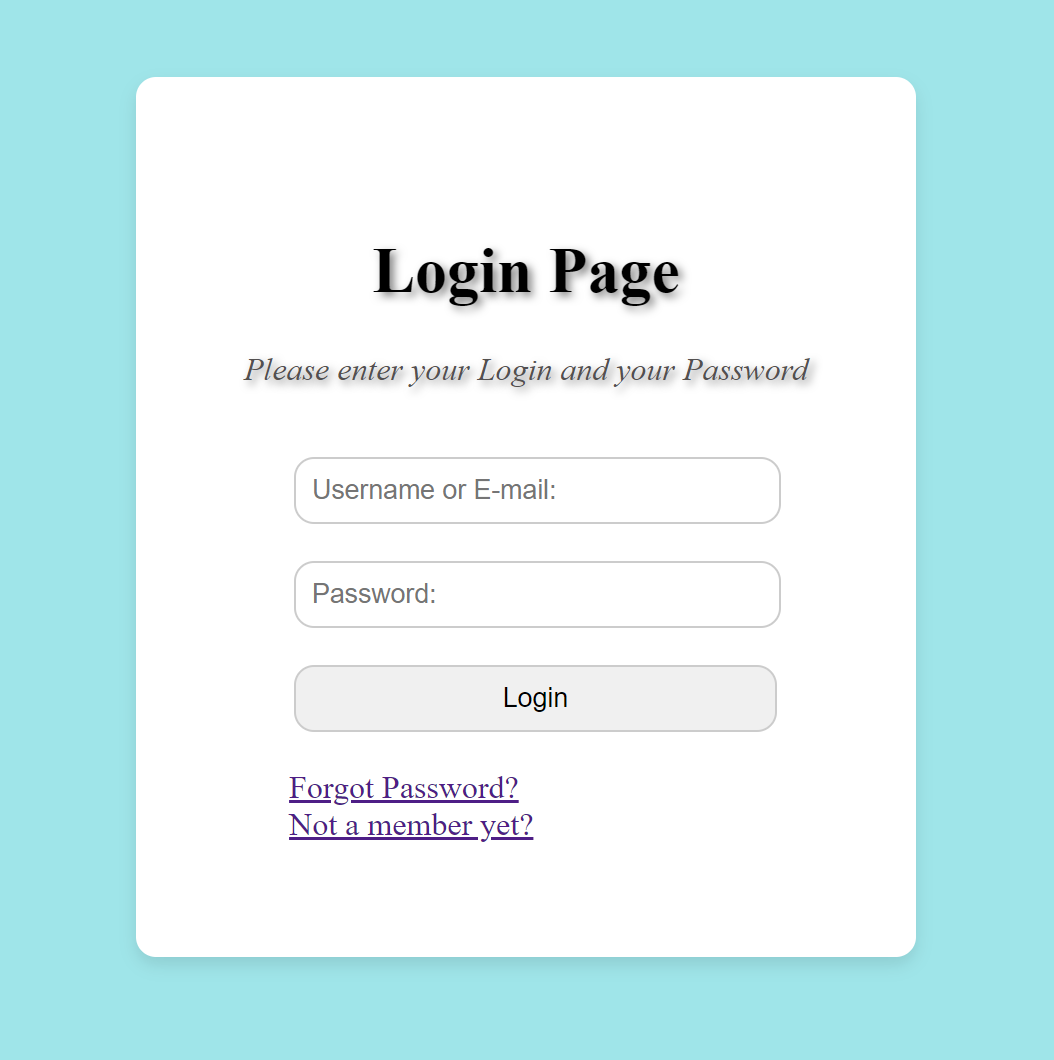 Login Page
Please enter your Login and your Password
Username or E-mail:
Password:
Login
Forgot Password?
Not a member yet?